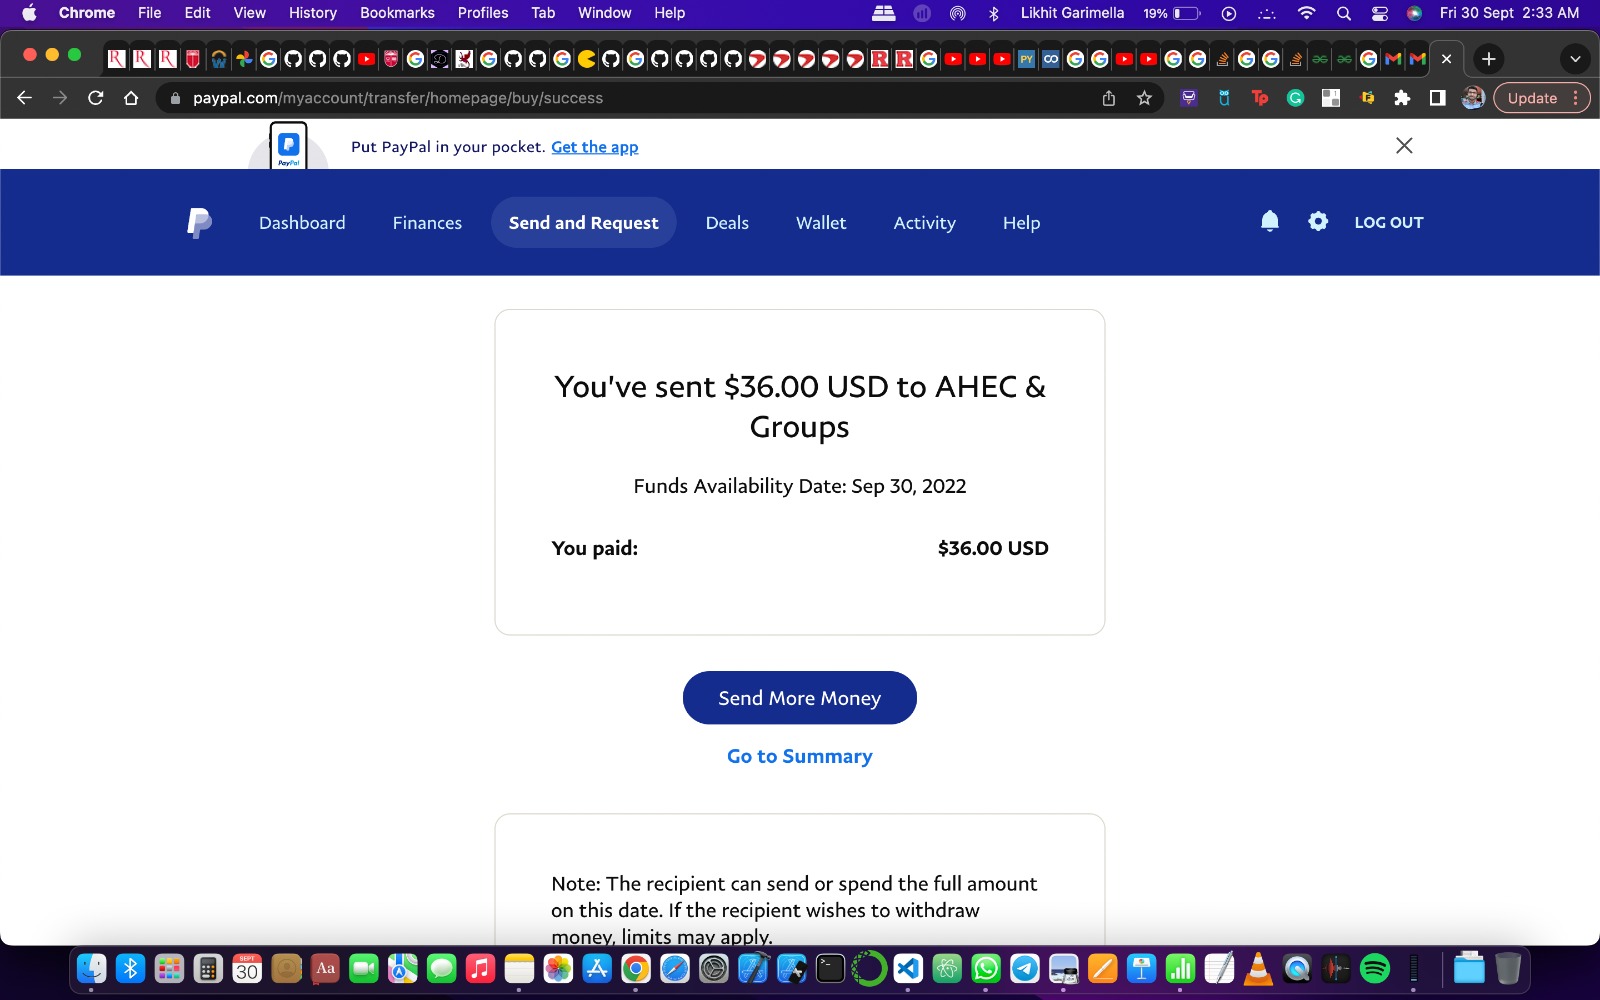 Chrome File Edit View History Bookmarks Profiles Tab Window Help Likhit Garimella 19% Fri 30 Sept 2:33 AM
paypal.com/myaccount/transfer/homepage/buy/success Update
PayPal
Put PayPal in your pocket. Get the app
Dashboard Finances Send and Request Deals Wallet Activity Help LOG OUT
You've sent $36.00 USD to AHEC &
Groups
Funds Availability Date: Sep 30, 2022
You paid: $36.00 USD
Send More Money
Go to Summary
Note: The recipient can send or spend the full amount
on this date. If the recipient wishes to withdraw
money, limits may apply.
SEPT
30
Aa